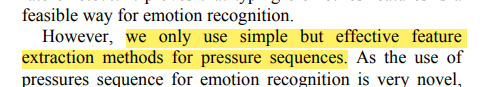 feasible way for emotion recognition.
However, we only use simple but effective feature
extraction methods for pressure sequences. As the use of
pressures sequence for emotion recognition is very novel,